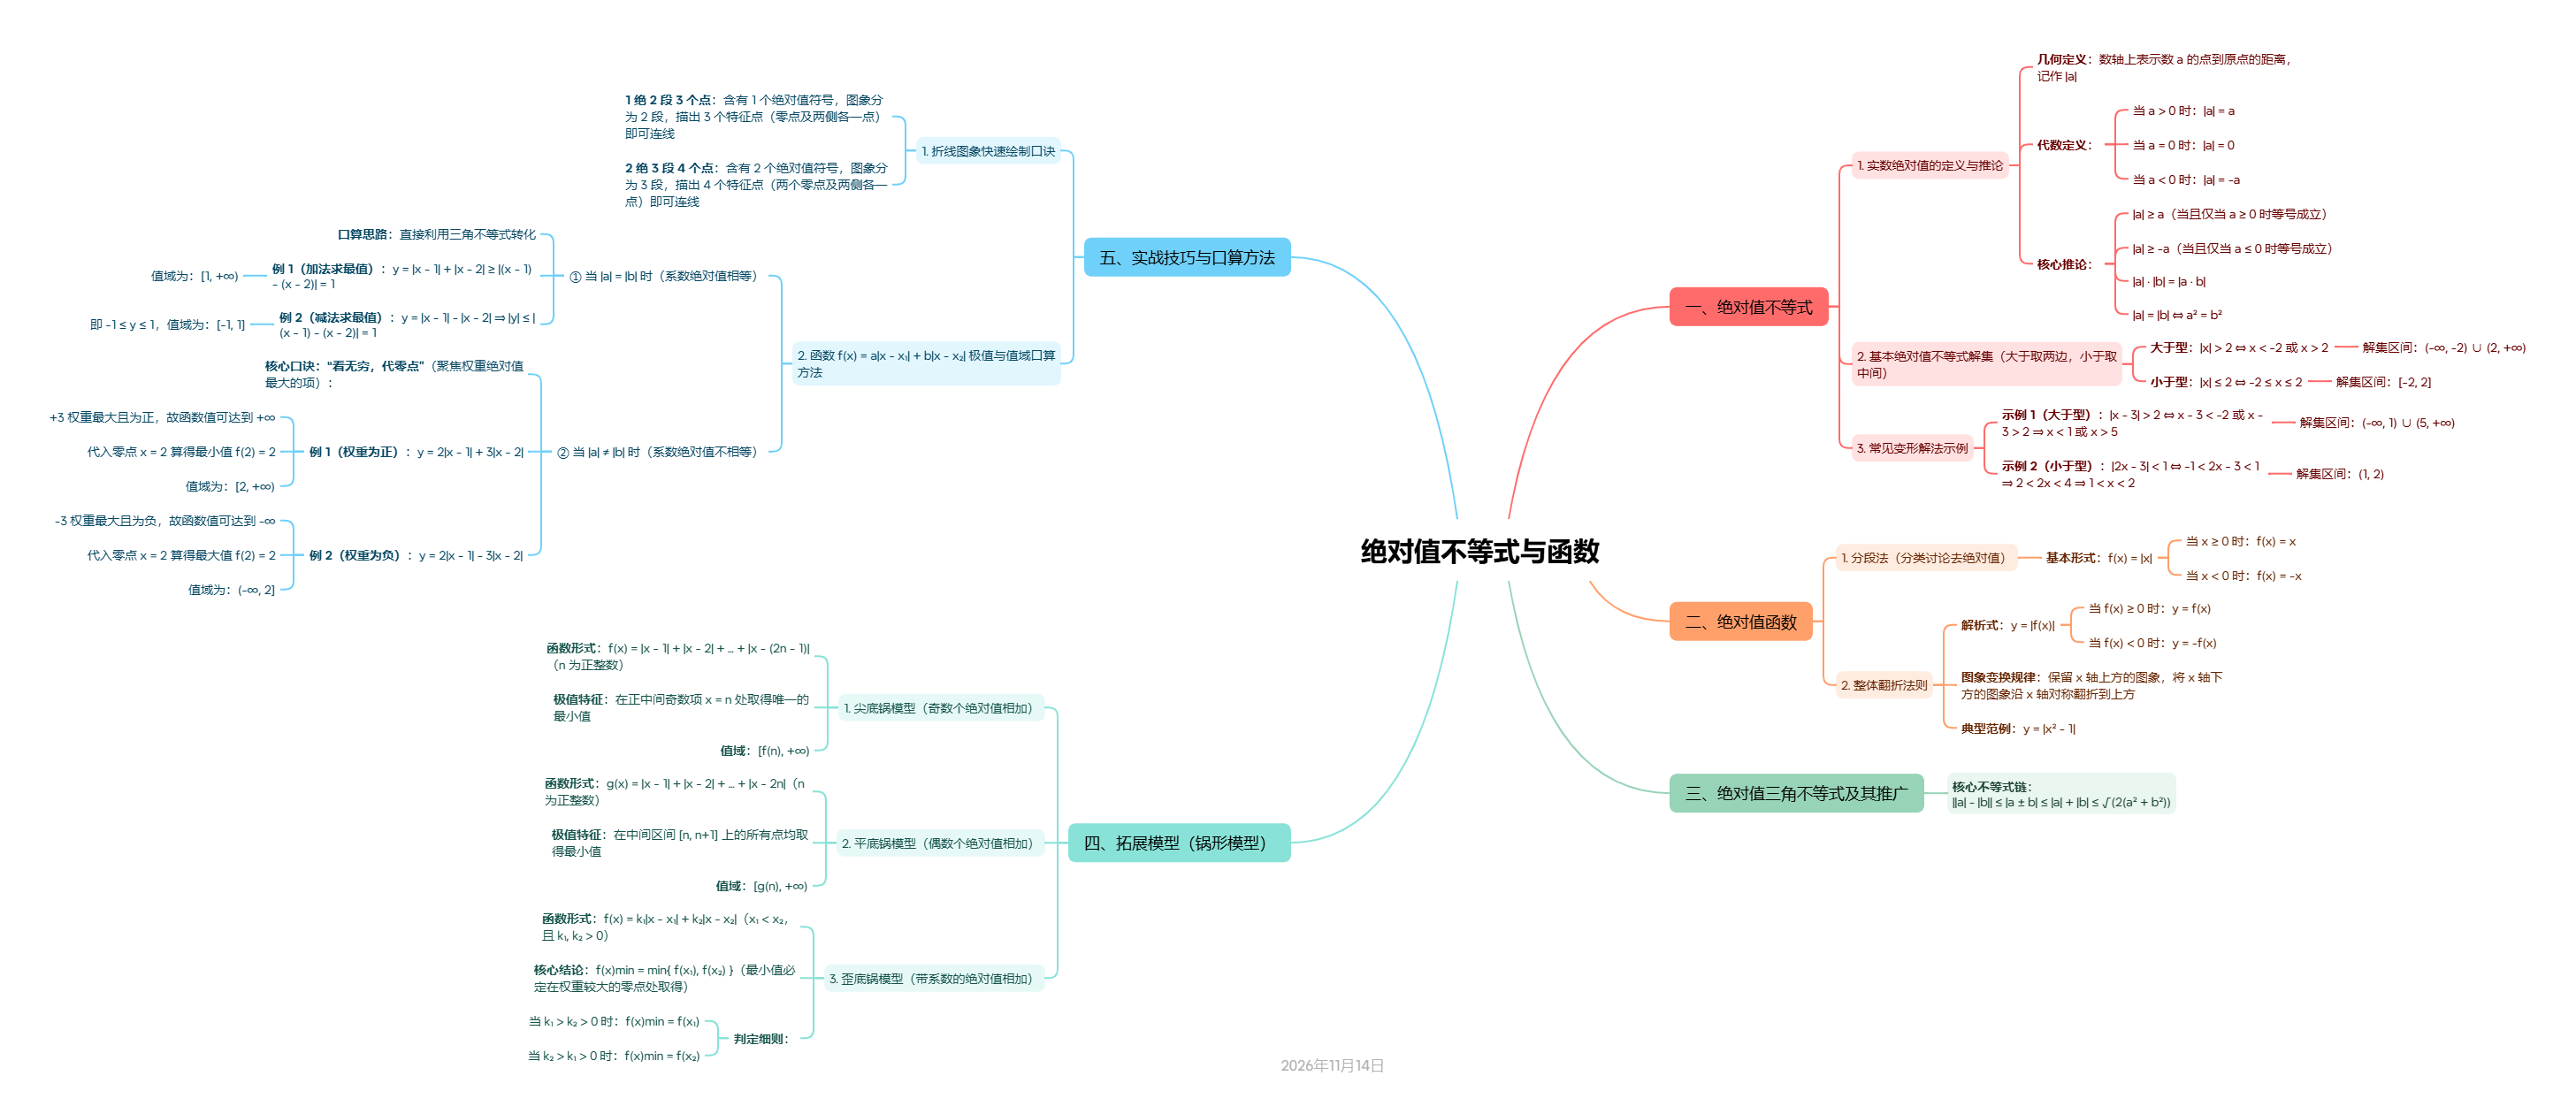 绝对值不等式与函数
一、绝对值不等式
1. 实数绝对值的定义与推论
几何定义：数轴上表示数 a 的点到原点的距离，
记作 |a|
代数定义：
当 a > 0 时：|a| = a
当 a = 0 时：|a| = 0
当 a < 0 时：|a| = -a
核心推论：
|a| ≥ a（当且仅当 a ≥ 0 时等号成立）
|a| ≥ -a（当且仅当 a ≤ 0 时等号成立）
|a| · |b| = |a · b|
|a| = |b| ⇔ a² = b²
2. 基本绝对值不等式解集（大于取两边，小于取
中间）
大于型：|x| > 2 ⇔ x < -2 或 x > 2
解集区间：(-∞, -2) ∪ (2, +∞)
小于型：|x| ≤ 2 ⇔ -2 ≤ x ≤ 2
解集区间：[-2, 2]
3. 常见变形解法示例
示例 1（大于型）：|x - 3| > 2 ⇔ x - 3 < -2 或 x -
3 > 2 ⇒ x < 1 或 x > 5
解集区间：(-∞, 1) ∪ (5, +∞)
示例 2（小于型）：|2x - 3| < 1 ⇔ -1 < 2x - 3 < 1
⇒ 2 < 2x < 4 ⇒ 1 < x < 2
解集区间：(1, 2)
二、绝对值函数
1. 分段法（分类讨论去绝对值）
基本形式：f(x) = |x|
当 x ≥ 0 时：f(x) = x
当 x < 0 时：f(x) = -x
2. 整体翻折法则
解析式：y = |f(x)|
当 f(x) ≥ 0 时：y = f(x)
当 f(x) < 0 时：y = -f(x)
图象变换规律：保留 x 轴上方的图象，将 x 轴下
方的图象沿 x 轴对称翻折到上方
典型范例：y = |x² - 1|
三、绝对值三角不等式及其推广
核心不等式链：
||a| - |b|| ≤ |a ± b| ≤ |a| + |b| ≤ √(2(a² + b²))
四、拓展模型（锅形模型）
1. 尖底锅模型（奇数个绝对值相加）
函数形式：f(x) = |x - 1| + |x - 2| + … + |x - (2n - 1)|
（n 为正整数）
极值特征：在正中间奇数项 x = n 处取得唯一的
最小值
值域：[f(n), +∞)
2. 平底锅模型（偶数个绝对值相加）
函数形式：g(x) = |x - 1| + |x - 2| + … + |x - 2n|（n
为正整数）
极值特征：在中间区间 [n, n+1] 上的所有点均取
得最小值
值域：[g(n), +∞)
3. 歪底锅模型（带系数的绝对值相加）
函数形式：f(x) = k₁|x - x₁| + k₂|x - x₂|（x₁ < x₂，
且 k₁, k₂ > 0）
核心结论：f(x)min = min{ f(x₁), f(x₂) }（最小值必
定在权重较大的零点处取得）
判定细则：
当 k₁ > k₂ > 0 时：f(x)min = f(x₁)
当 k₂ > k₁ > 0 时：f(x)min = f(x₂)
五、实战技巧与口算方法
1. 折线图象快速绘制口诀
1 绝 2 段 3 个点：含有 1 个绝对值符号，图象分
为 2 段，描出 3 个特征点（零点及两侧各一点）
即可连线
2 绝 3 段 4 个点：含有 2 个绝对值符号，图象分
为 3 段，描出 4 个特征点（两个零点及两侧各一
点）即可连线
2. 函数 f(x) = a|x - x₁| + b|x - x₂| 极值与值域口算
方法
① 当 |a| = |b| 时（系数绝对值相等）
口算思路：直接利用三角不等式转化
例 1（加法求最值）：y = |x - 1| + |x - 2| ≥ |(x - 1)
- (x - 2)| = 1
值域为：[1, +∞)
例 2（减法求最值）：y = |x - 1| - |x - 2| ⇒ |y| ≤ |
(x - 1) - (x - 2)| = 1
即 -1 ≤ y ≤ 1，值域为：[-1, 1]
② 当 |a| ≠ |b| 时（系数绝对值不相等）
核心口诀：“看无穷，代零点”（聚焦权重绝对值
最大的项）：
例 1（权重为正）：y = 2|x - 1| + 3|x - 2|
+3 权重最大且为正，故函数值可达到 +∞
代入零点 x = 2 算得最小值 f(2) = 2
值域为：[2, +∞)
例 2（权重为负）：y = 2|x - 1| - 3|x - 2|
-3 权重最大且为负，故函数值可达到 -∞
代入零点 x = 2 算得最大值 f(2) = 2
值域为：(-∞, 2]
2026年11月14日